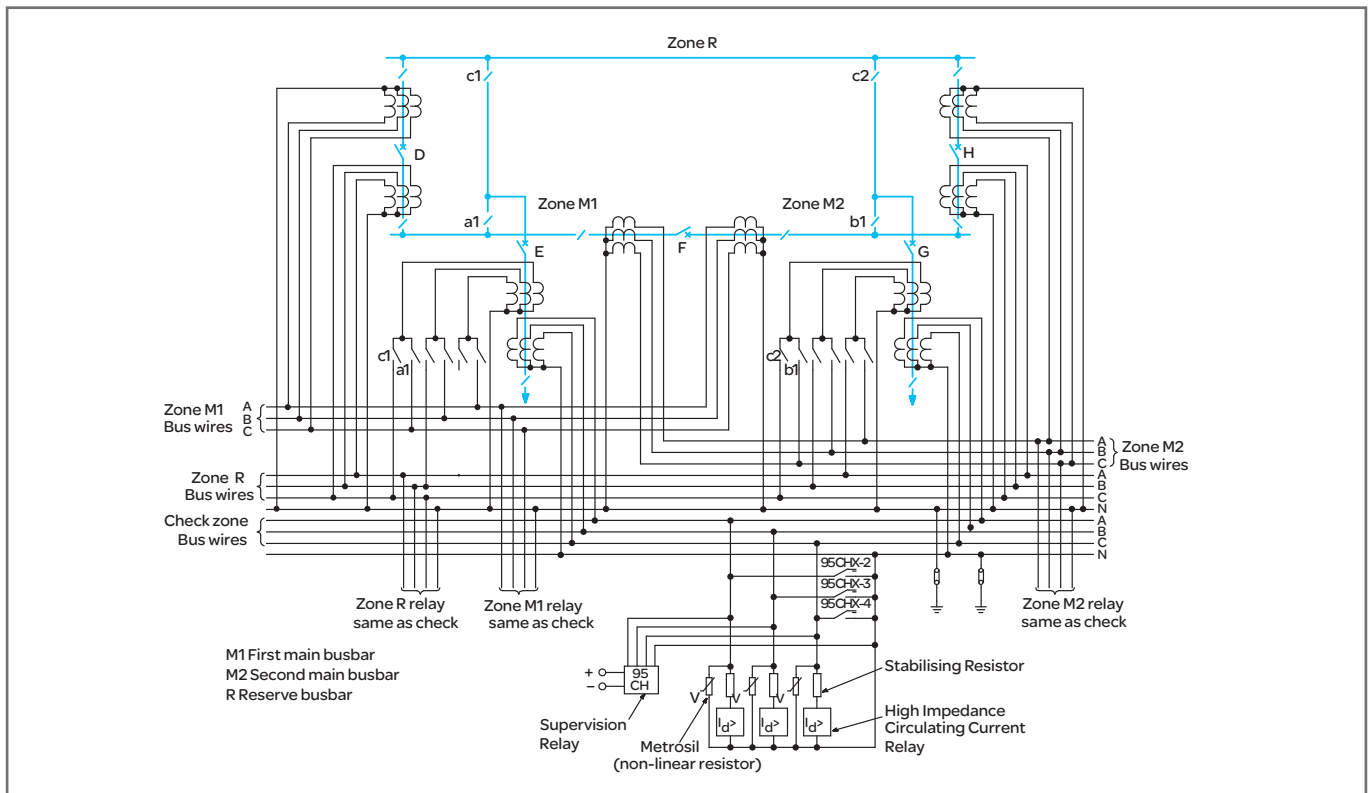 Zone R
c1
c2
D
H
Zone M1
Zone M2
a1
b1
E
F
G
c1
a1
c2
b1
Zone M1
Bus wires
A
B
C
A
B
C
Zone M2
Bus wires
Zone R
Bus wires
A
B
C
N
Check zone
Bus wires
A
B
C
N
95CHX-2
95CHX-3
95CHX-4
Zone R relay
same as check
Zone M1 relay
same as check
Zone M2 relay
same as check
M1 First main busbar
M2 Second main busbar
R Reserve busbar
+
–
95
CH
Supervision
Relay
V
V
V
Id>
Id>
Id>
Metrosil
(non-linear resistor)
Stabilising Resistor
High Impedance
Circulating Current
Relay